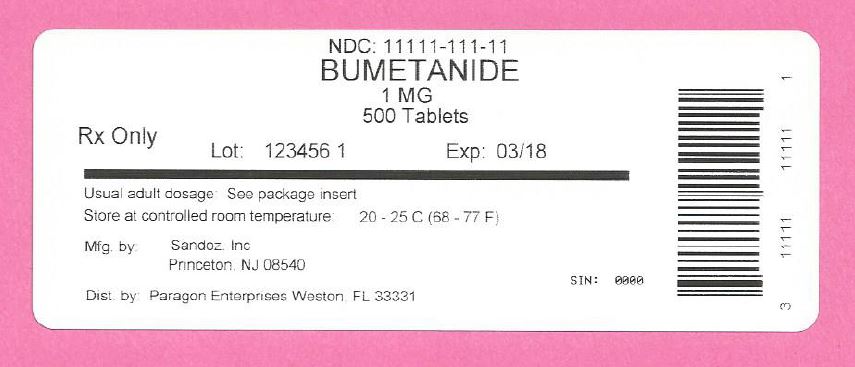 NDC: 11111-111-11
BUMETANIDE
1 MG
500 Tablets
Rx Only
Lot: 123456 1
Exp: 03/18
Usual adult dosage: See package insert
Store at controlled room temperature: 20 - 25 C (68 - 77 F)
Mfg. by: Sandoz, Inc
Princeton, NJ 08540
SIN: 0000
Dist. by: Paragon Enterprises Weston, FL 33331
3 11111 11111 1